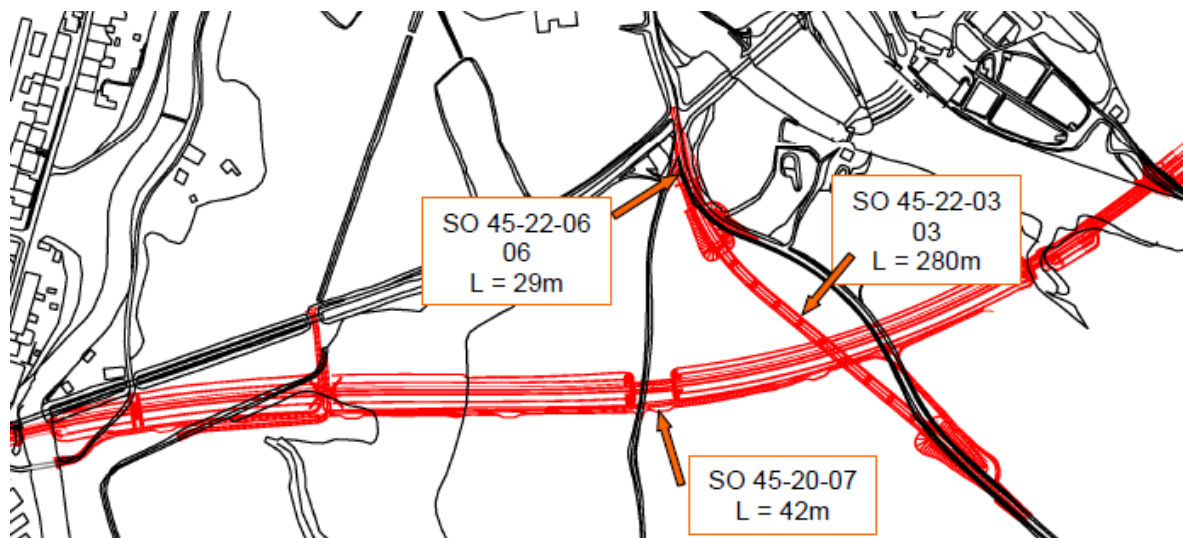 SO 45-22-06
06
L = 29m
SO 45-22-03
03
L = 280m
SO 45-20-07
L = 42m